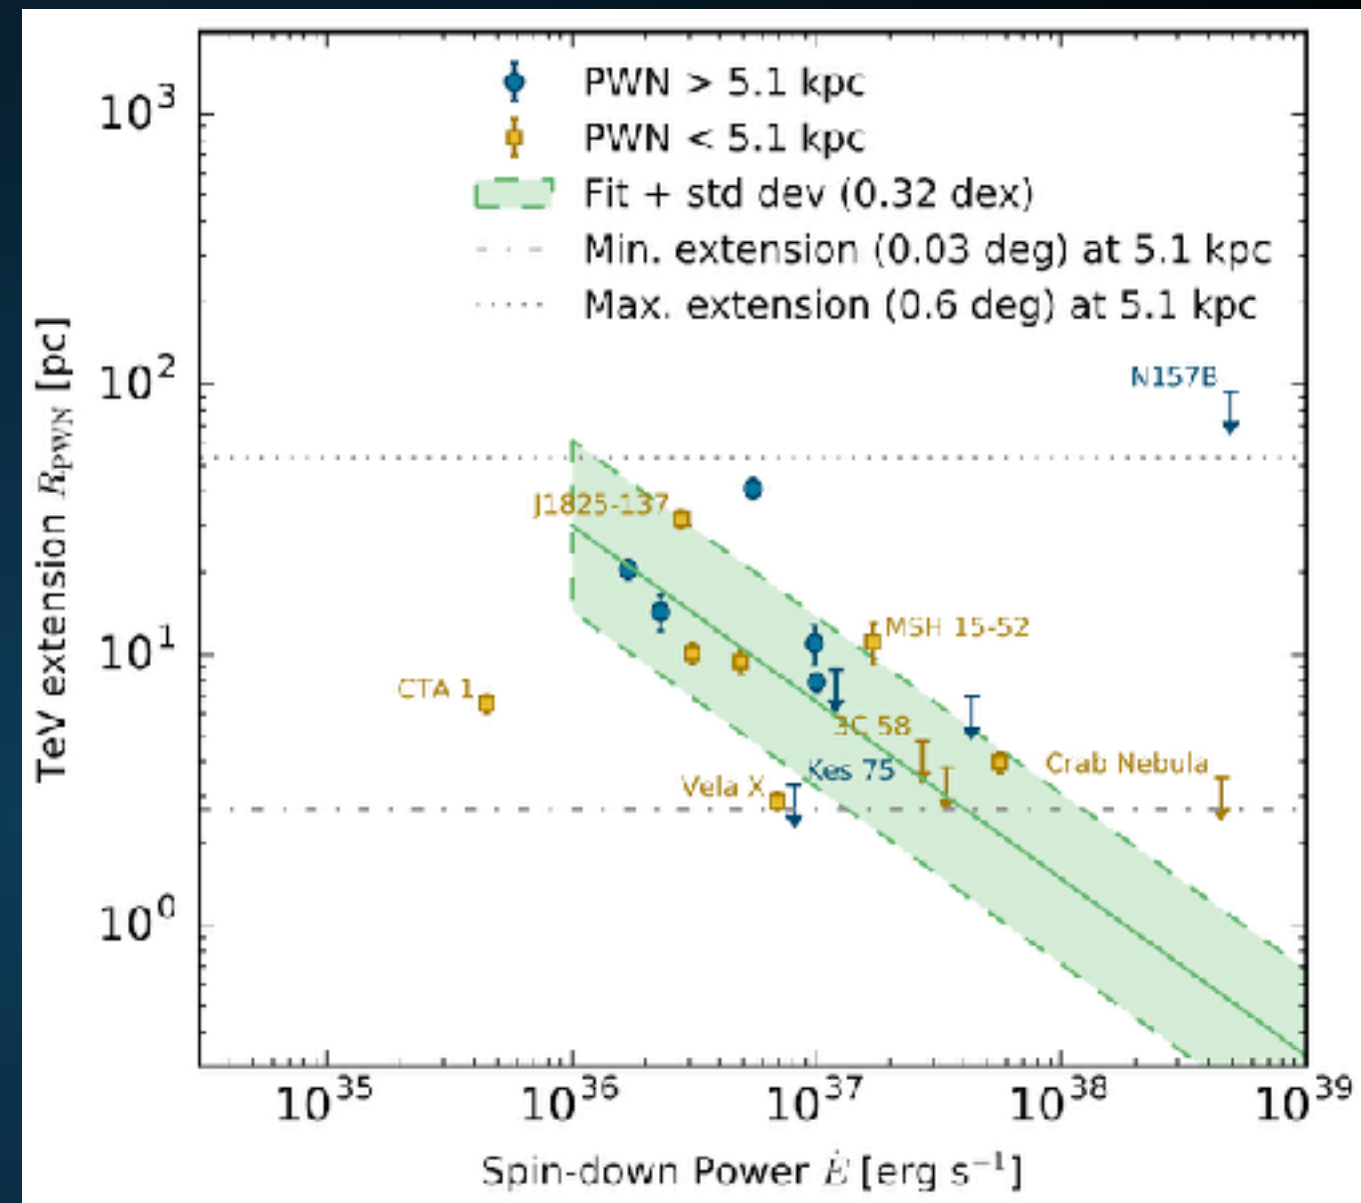 PWN > 5.1 kpc
PWN < 5.1 kpc
Fit + std dev (0.32 dex)
Min. extension (0.03 deg) at 5.1 kpc
Max. extension (0.6 deg) at 5.1 kpc
10³
10²
10¹
10⁰
TeV extension R_PWN [pc]
N157B
J1825-137
MSH 15-52
CTA 1
3C 58
Kes 75
Crab Nebula
Vela X
10³⁵ 10³⁶ 10³⁷ 10³⁸ 10³⁹
Spin-down Power Ė [erg s⁻¹]